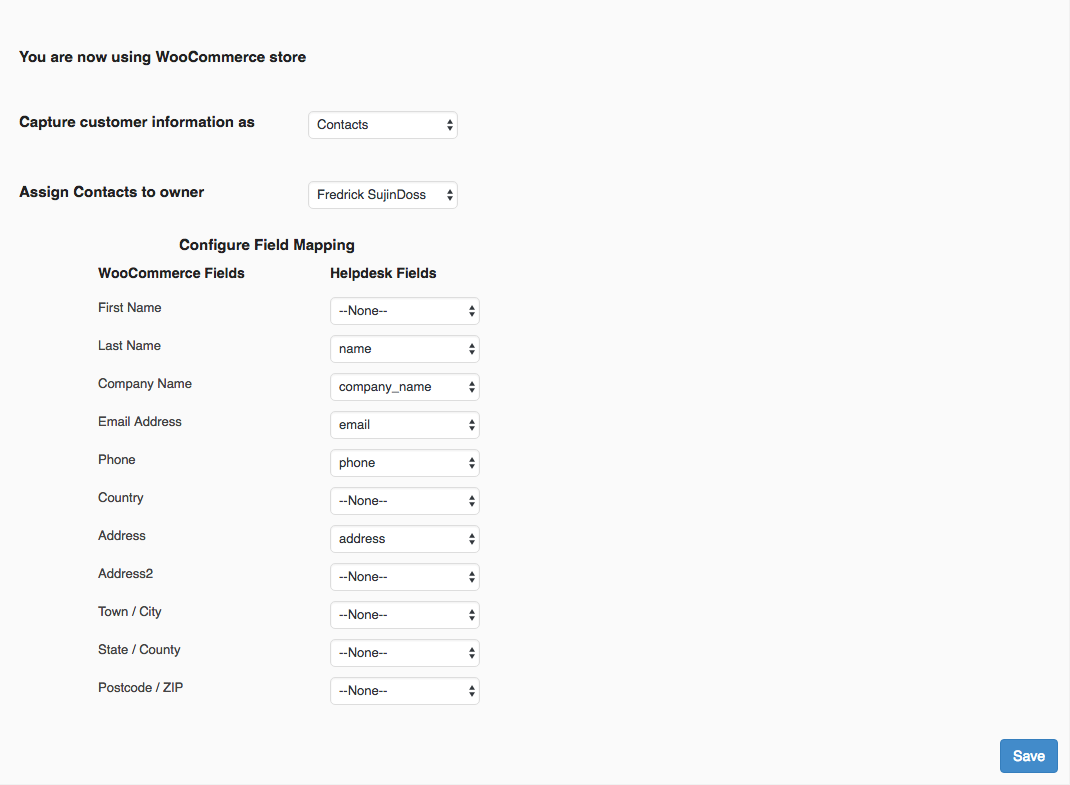 You are now using WooCommerce store
Capture customer information as Contacts
Assign Contacts to owner Fredrick SujinDoss
Configure Field Mapping
WooCommerce Fields Helpdesk Fields
First Name --None--
Last Name name
Company Name company_name
Email Address email
Phone phone
Country --None--
Address address
Address2 --None--
Town / City --None--
State / County --None--
Postcode / ZIP --None--
Save